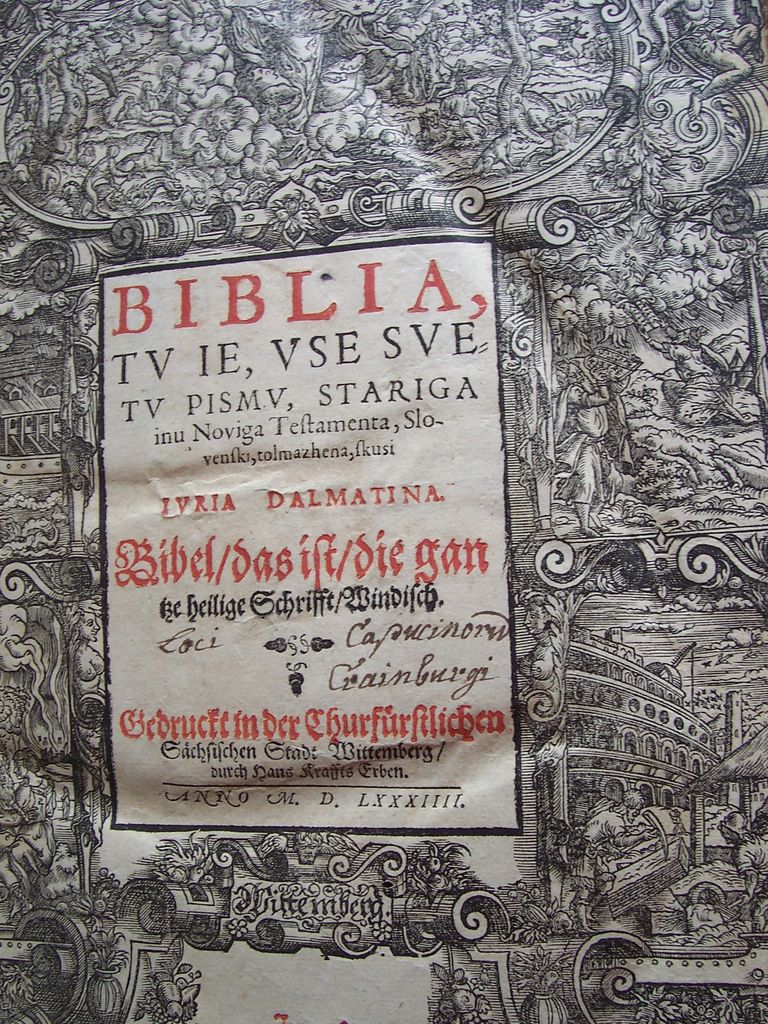 BIBLIA,
TV IE, VSE SVE-
TV PISMV, STARIGA
inu Noviga Teſtamenta, Slo-
venski, tolmazhena, ſkusi
IVRIA DALMATINA.
Bibel/das iſt/die gan
tze heilige Schrifft/Windiſch.
Loci Capucinorū
Crainburgi
Gedruckt in der Churfürſtlichen
Sächſiſchen Stadt Wittemberg/
durch Hans Kraffts Erben.
ANNO M. D. LXXXIIII.
Wittemberg.